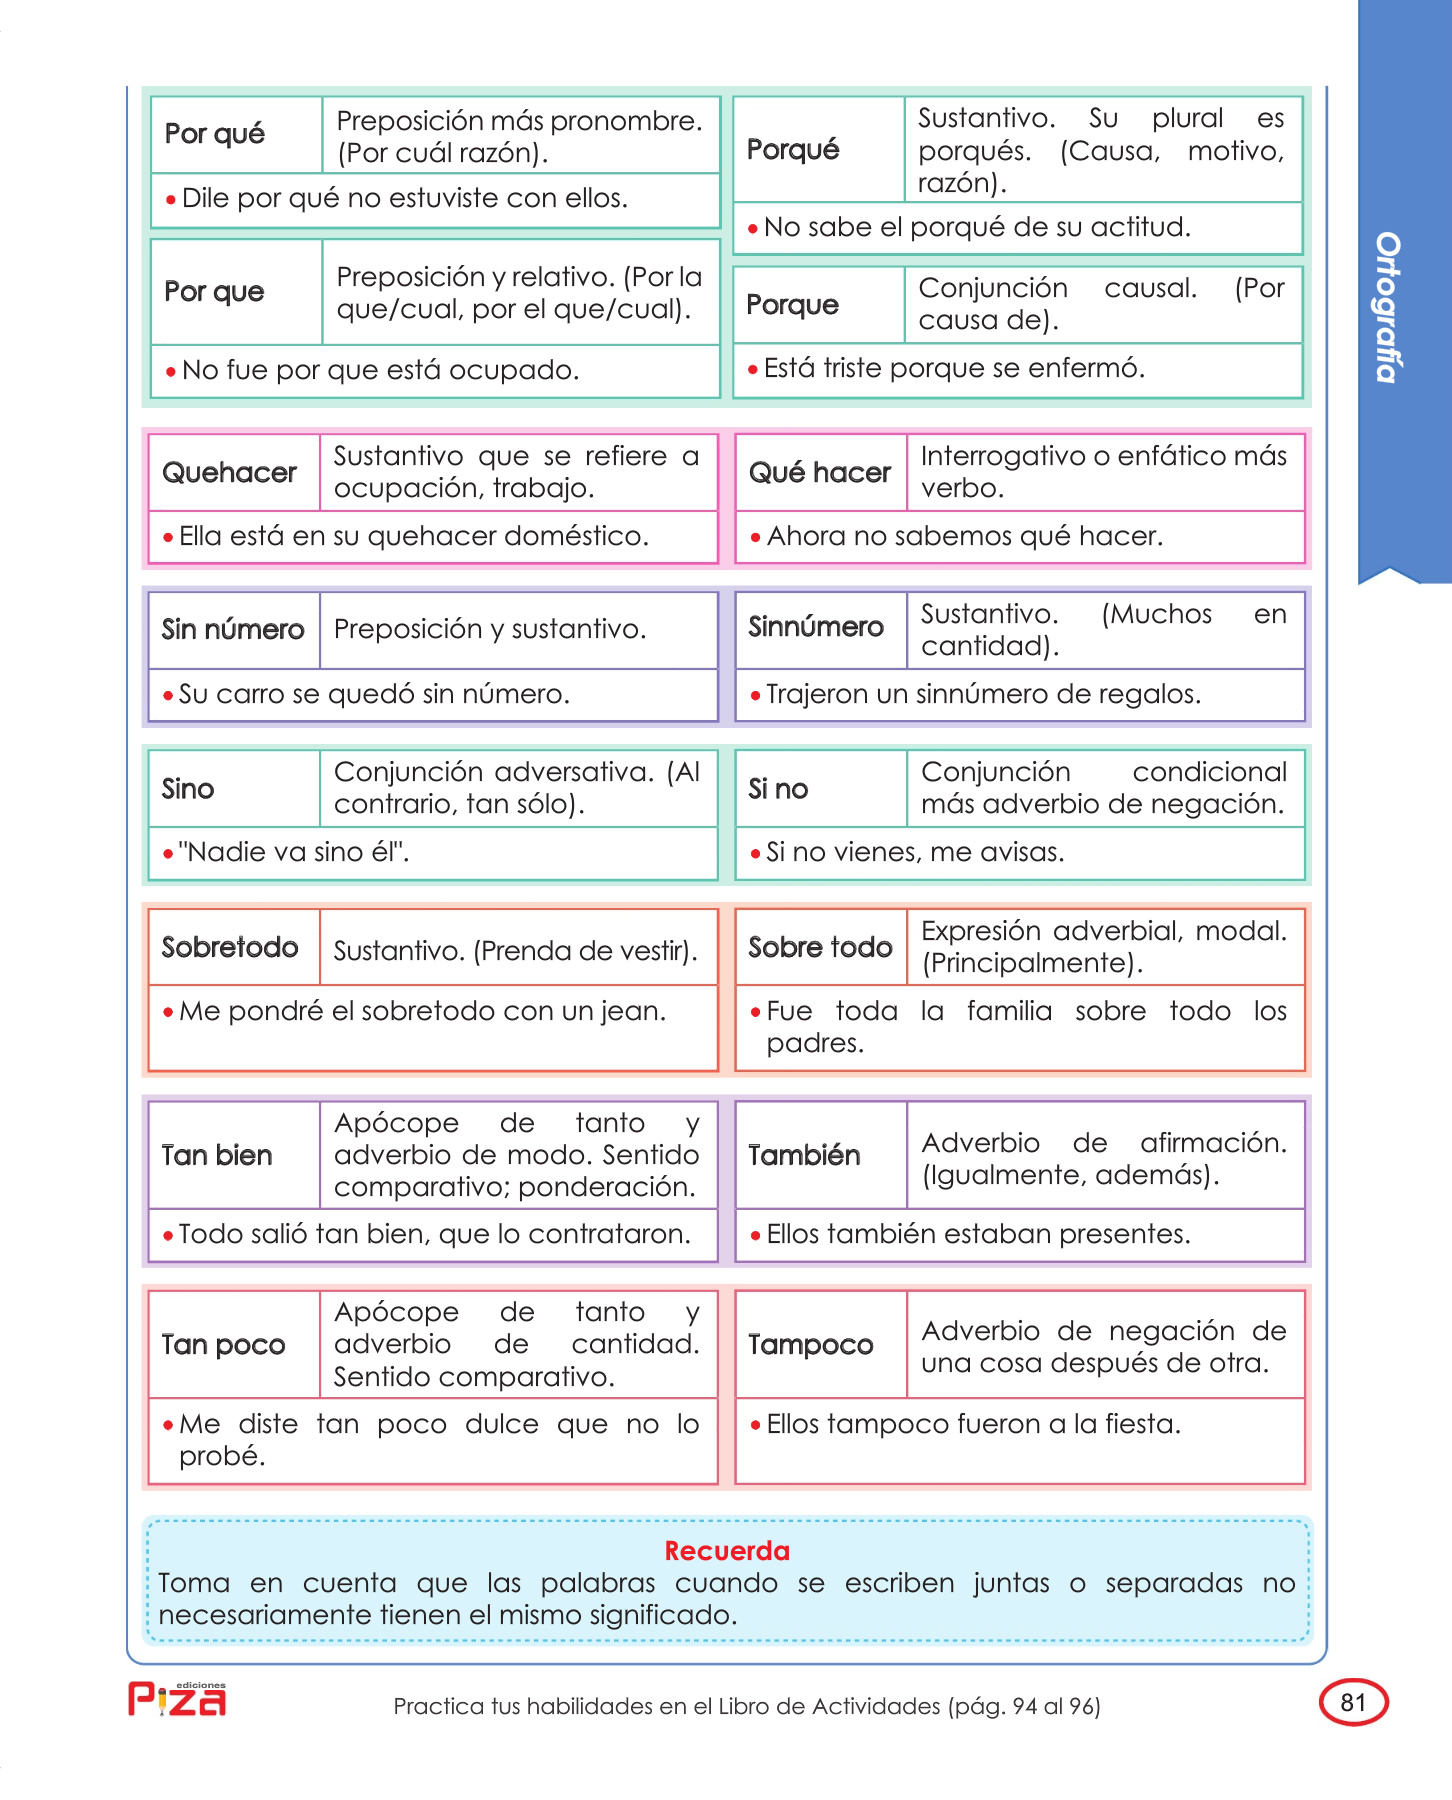 Por qué
Preposición más pronombre.
(Por cuál razón).
• Dile por qué no estuviste con ellos.
Porqué
Sustantivo. Su plural es
porqués. (Causa, motivo,
razón).
• No sabe el porqué de su actitud.
Por que
Preposición y relativo. (Por la
que/cual, por el que/cual).
• No fue por que está ocupado.
Porque
Conjunción causal. (Por
causa de).
• Está triste porque se enfermó.
Quehacer
Sustantivo que se refiere a
ocupación, trabajo.
• Ella está en su quehacer doméstico.
Qué hacer
Interrogativo o enfático más
verbo.
• Ahora no sabemos qué hacer.
Sin número
Preposición y sustantivo.
• Su carro se quedó sin número.
Sinnúmero
Sustantivo. (Muchos en
cantidad).
• Trajeron un sinnúmero de regalos.
Sino
Conjunción adversativa. (Al
contrario, tan sólo).
• "Nadie va sino él".
Si no
Conjunción condicional
más adverbio de negación.
• Si no vienes, me avisas.
Sobretodo
Sustantivo. (Prenda de vestir).
• Me pondré el sobretodo con un jean.
Sobre todo
Expresión adverbial, modal.
(Principalmente).
• Fue toda la familia sobre todo los
padres.
Tan bien
Apócope de tanto y
adverbio de modo. Sentido
comparativo; ponderación.
• Todo salió tan bien, que lo contrataron.
También
Adverbio de afirmación.
(Igualmente, además).
• Ellos también estaban presentes.
Tan poco
Apócope de tanto y
adverbio de cantidad.
Sentido comparativo.
• Me diste tan poco dulce que no lo
probé.
Tampoco
Adverbio de negación de
una cosa después de otra.
• Ellos tampoco fueron a la fiesta.
Recuerda
Toma en cuenta que las palabras cuando se escriben juntas o separadas no
necesariamente tienen el mismo significado.
Ortografía
ediciones
Piza
Practica tus habilidades en el Libro de Actividades (pág. 94 al 96)
81